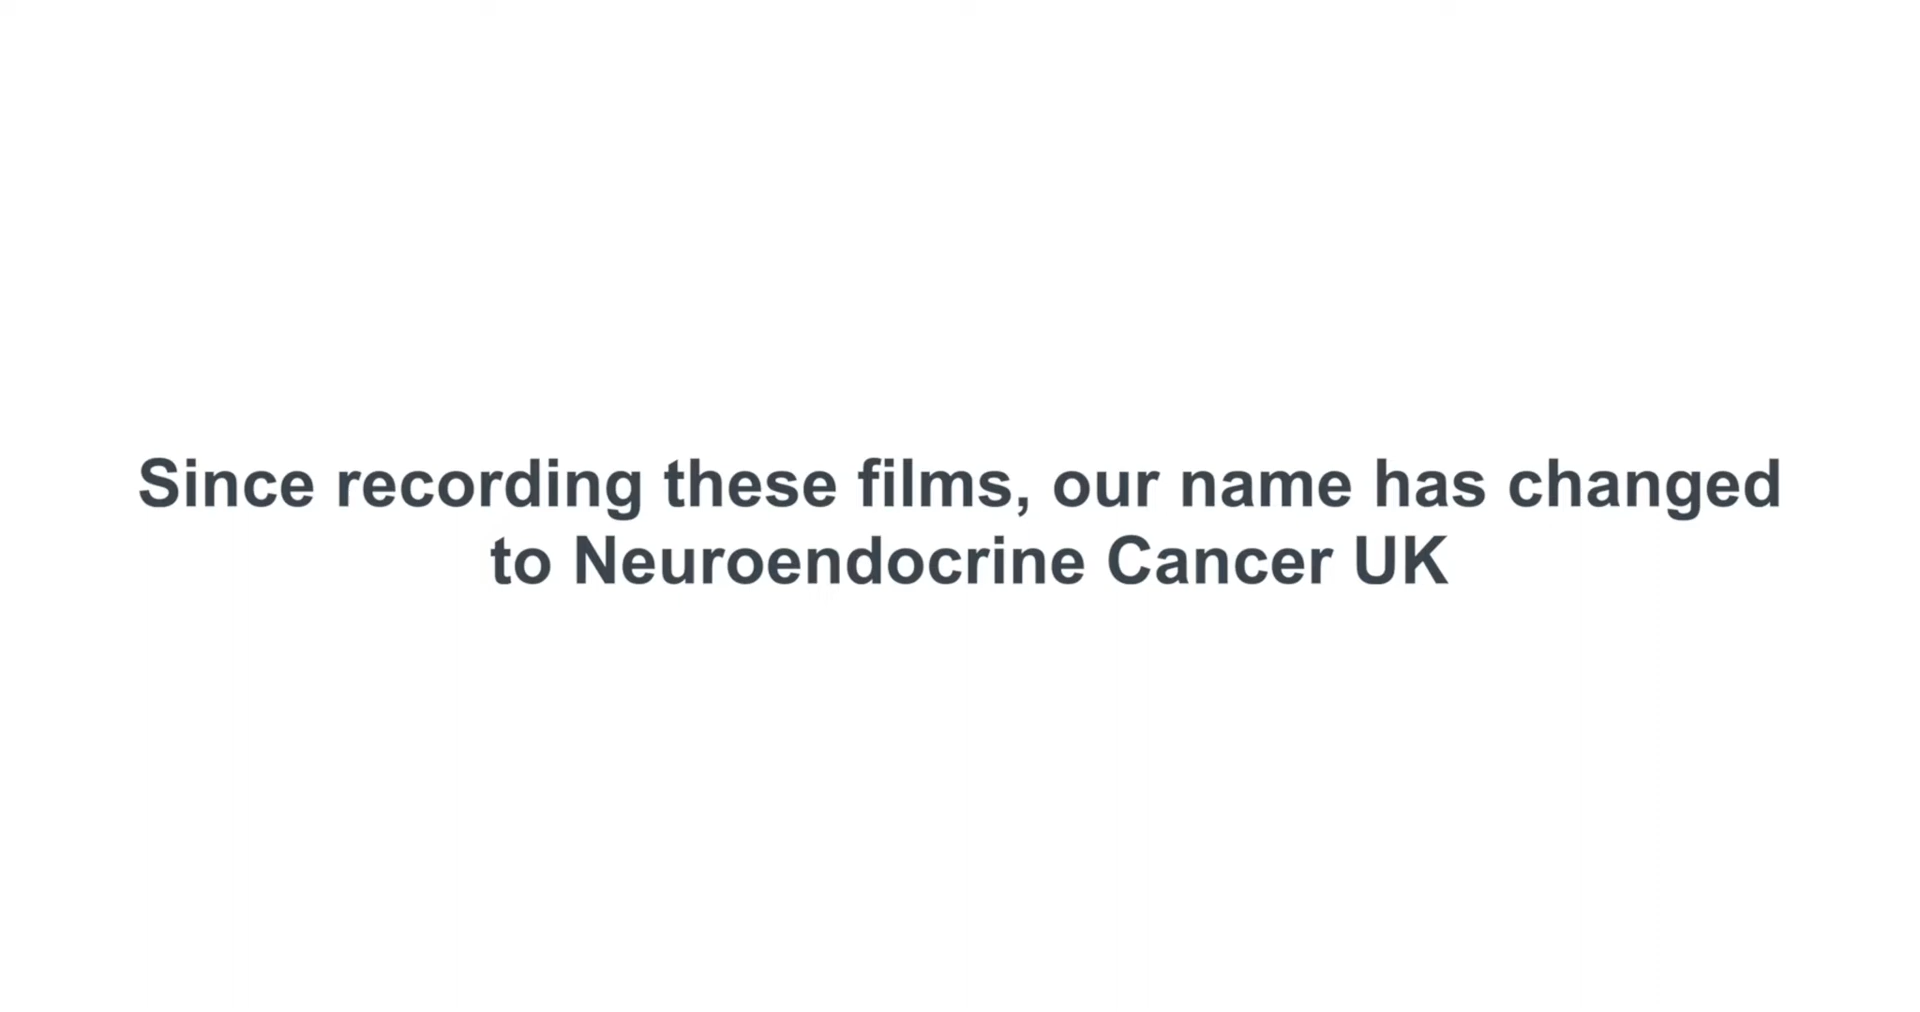 Since recording these films, our name has changed
to Neuroendocrine Cancer UK